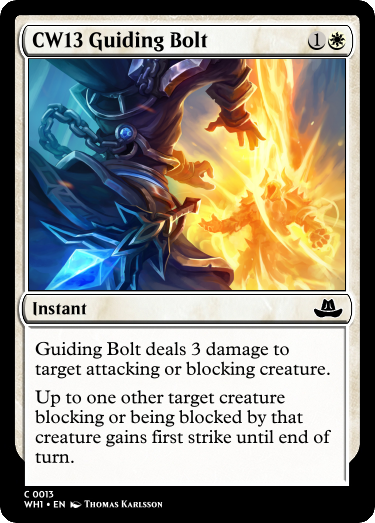 CW13 Guiding Bolt 1
Instant
Guiding Bolt deals 3 damage to
target attacking or blocking creature.
Up to one other target creature
blocking or being blocked by that
creature gains first strike until end of
turn.
C 0013
WH1 • EN Thomas Karlsson